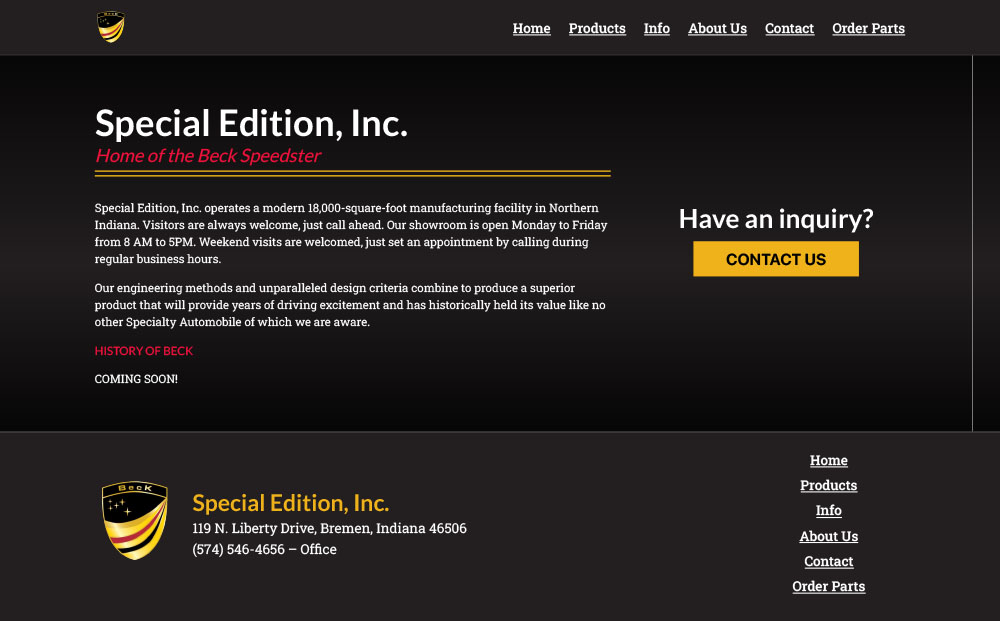 BECK
Home Products Info About Us Contact Order Parts
Special Edition, Inc.
Home of the Beck Speedster
Special Edition, Inc. operates a modern 18,000-square-foot manufacturing facility in Northern
Indiana. Visitors are always welcome, just call ahead. Our showroom is open Monday to Friday
from 8 AM to 5PM. Weekend visits are welcomed, just set an appointment by calling during
regular business hours.
Our engineering methods and unparalleled design criteria combine to produce a superior
product that will provide years of driving excitement and has historically held its value like no
other Specialty Automobile of which we are aware.
HISTORY OF BECK
COMING SOON!
Have an inquiry?
CONTACT US
BecK
Special Edition, Inc.
119 N. Liberty Drive, Bremen, Indiana 46506
(574) 546-4656 – Office
Home
Products
Info
About Us
Contact
Order Parts